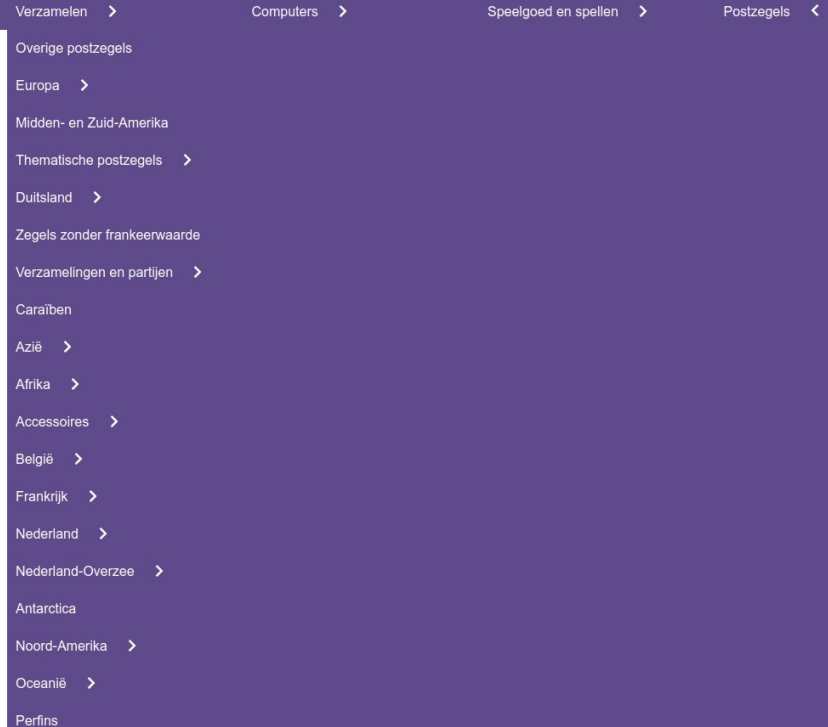 Verzamelen Computers Speelgoed en spellen Postzegels
Overige postzegels
Europa
Midden- en Zuid-Amerika
Thematische postzegels
Duitsland
Zegels zonder frankeerwaarde
Verzamelingen en partijen
Caraïben
Azië
Afrika
Accessoires
België
Frankrijk
Nederland
Nederland-Overzee
Antarctica
Noord-Amerika
Oceanië
Perfins